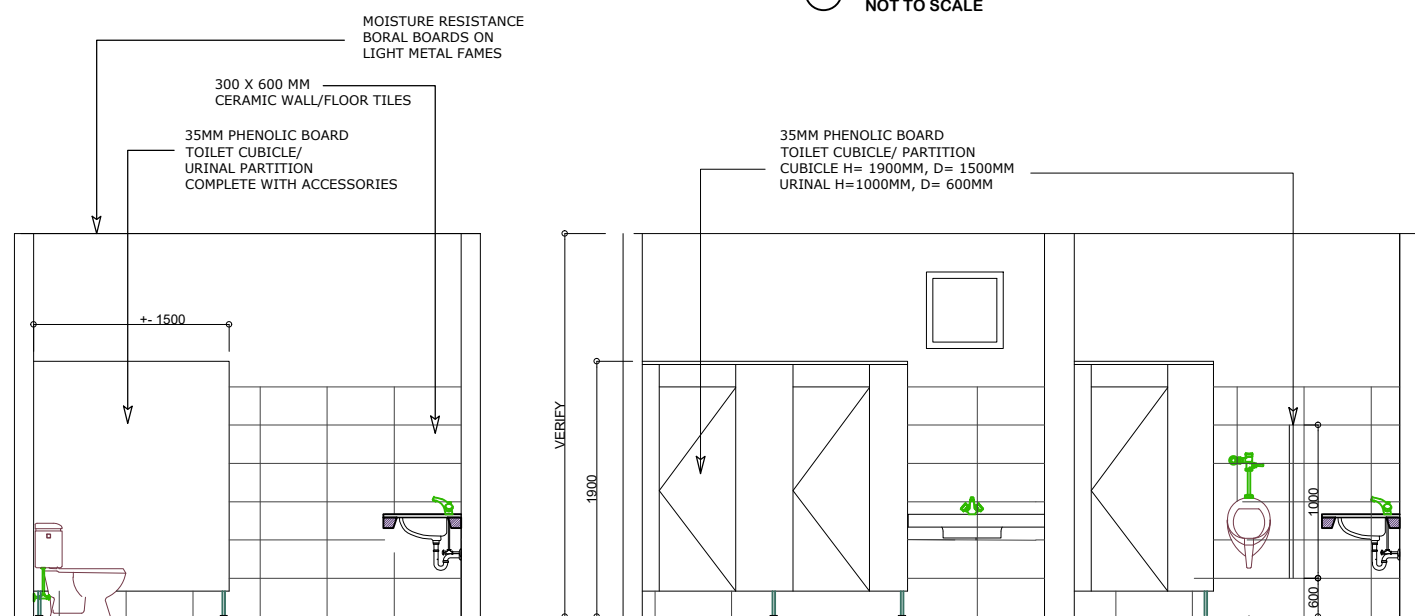 NOT TO SCALE
MOISTURE RESISTANCE
BORAL BOARDS ON
LIGHT METAL FAMES
300 X 600 MM
CERAMIC WALL/FLOOR TILES
35MM PHENOLIC BOARD
TOILET CUBICLE/
URINAL PARTITION
COMPLETE WITH ACCESSORIES
35MM PHENOLIC BOARD
TOILET CUBICLE/ PARTITION
CUBICLE H= 1900MM, D= 1500MM
URINAL H=1000MM, D= 600MM
+- 1500
VERIFY
1900
1000
600